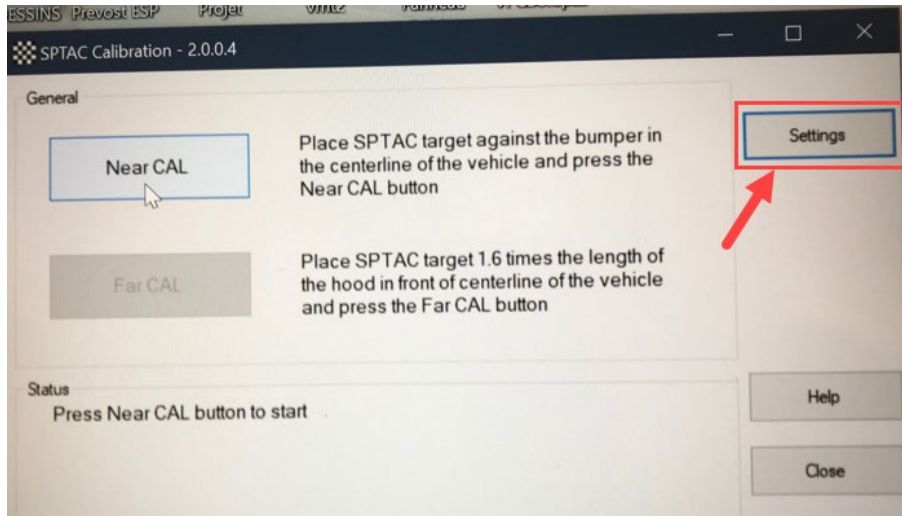 ESSINS Prevost ESP Projet
SPTAC Calibration - 2.0.0.4
General
Near CAL
Place SPTAC target against the bumper in
the centerline of the vehicle and press the
Near CAL button
Settings
Far CAL
Place SPTAC target 1.6 times the length of
the hood in front of centerline of the vehicle
and press the Far CAL button
Status
Press Near CAL button to start
Help
Close